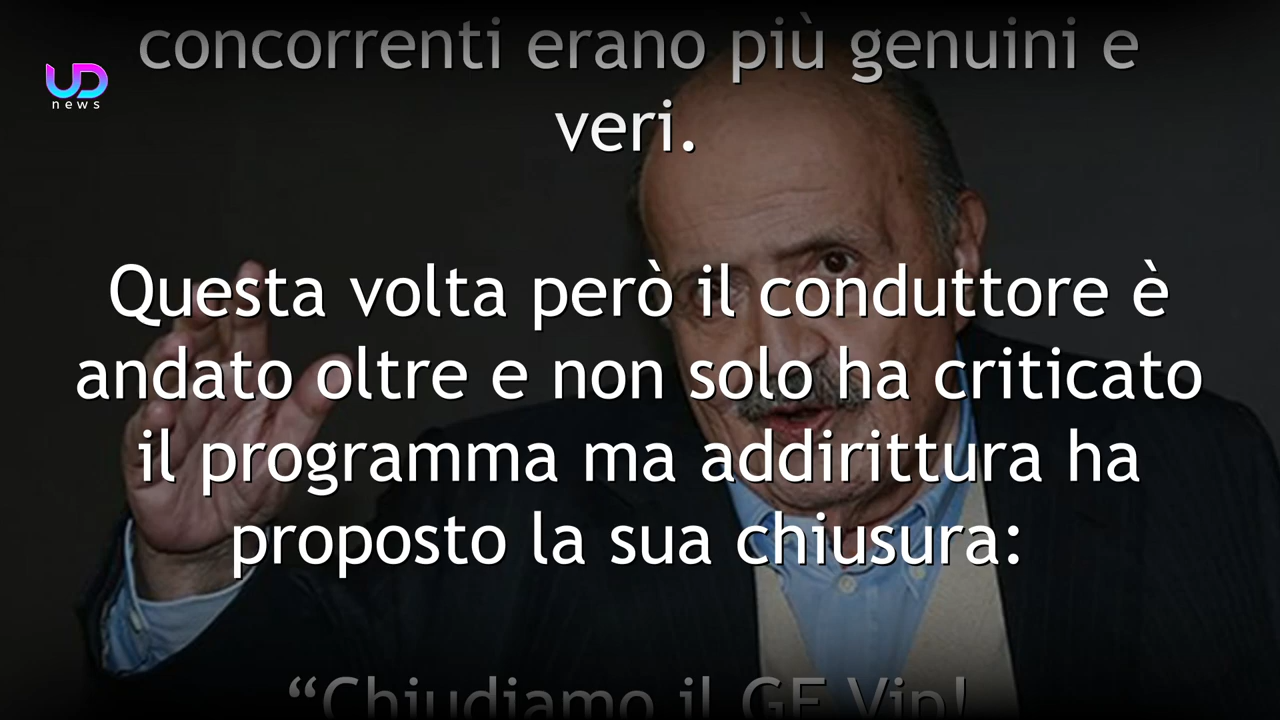 concorrenti erano più genuini e
UD
news
veri.
Questa volta però il conduttore è
andato oltre e non solo ha criticato
il programma ma addirittura ha
proposto la sua chiusura:
“Chiudiamo il GF Vip!